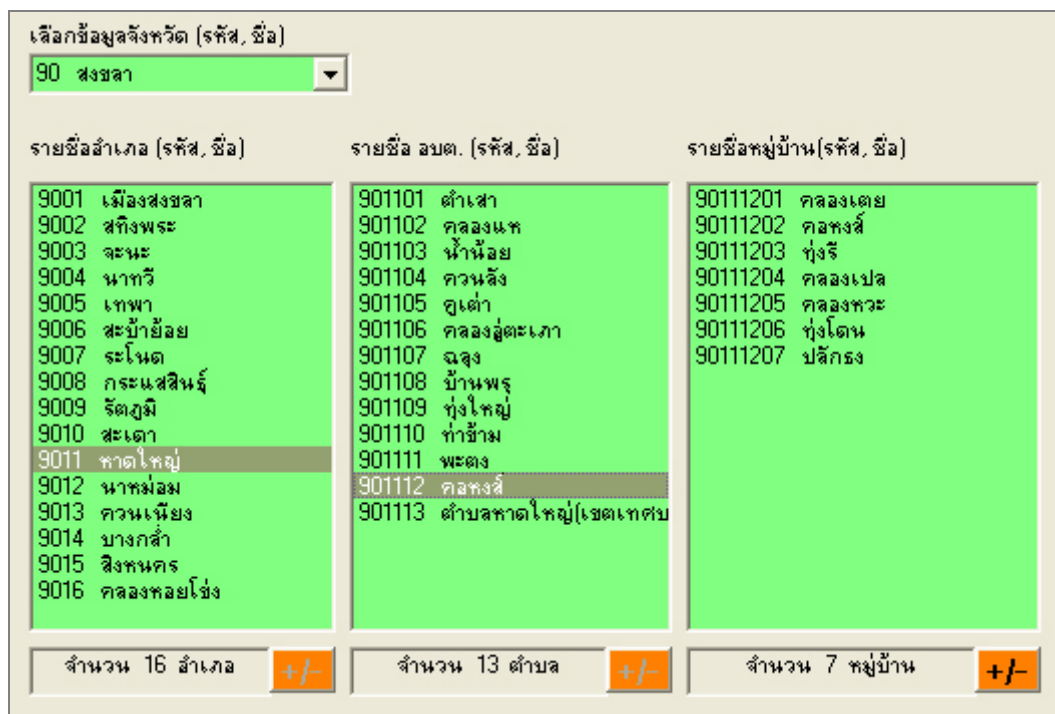 เลือกข้อมูลจังหวัด (รหัส, ชื่อ)
90 สงขลา
รายชื่ออำเภอ (รหัส, ชื่อ)
9001 เมืองสงขลา
9002 สทิงพระ
9003 จะนะ
9004 นาทวี
9005 เทพา
9006 สะบ้าย้อย
9007 ระโนด
9008 กระแสสินธุ์
9009 รัตภูมิ
9010 สะเดา
9011 หาดใหญ่
9012 นาหม่อม
9013 ควนเนียง
9014 บางกล่ำ
9015 สิงหนคร
9016 คลองหอยโข่ง
จำนวน 16 อำเภอ +/-
รายชื่อ อบต. (รหัส, ชื่อ)
901101 ตำเสา
901102 คลองแห
901103 น้ำน้อย
901104 ควนลัง
901105 คูเต่า
901106 คลองอู่ตะเภา
901107 ฉลุง
901108 บ้านพรุ
901109 ทุ่งใหญ่
901110 ท่าข้าม
901111 พะตง
901112 คอหงส์
901113 ตำบลหาดใหญ่(เขตเทศบ
จำนวน 13 ตำบล +/-
รายชื่อหมู่บ้าน(รหัส, ชื่อ)
90111201 คลองเตย
90111202 คอหงส์
90111203 ทุ่งรี
90111204 คลองเปล
90111205 คลองหวะ
90111206 ทุ่งโดน
90111207 ปลักธง
จำนวน 7 หมู่บ้าน +/-